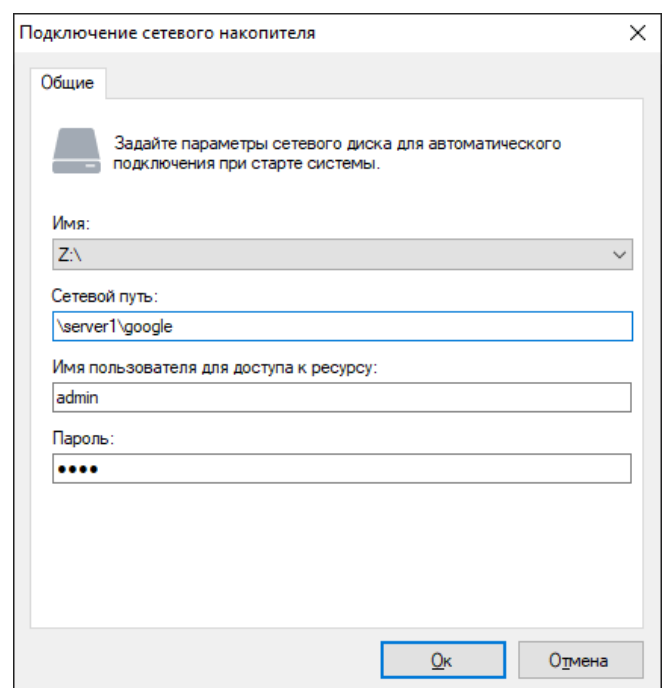 Подключение сетевого накопителя
Общие
Задайте параметры сетевого диска для автоматического
подключения при старте системы.
Имя:
Z:\
Сетевой путь:
\server1\google
Имя пользователя для доступа к ресурсу:
admin
Пароль:
••••
Ок
Отмена